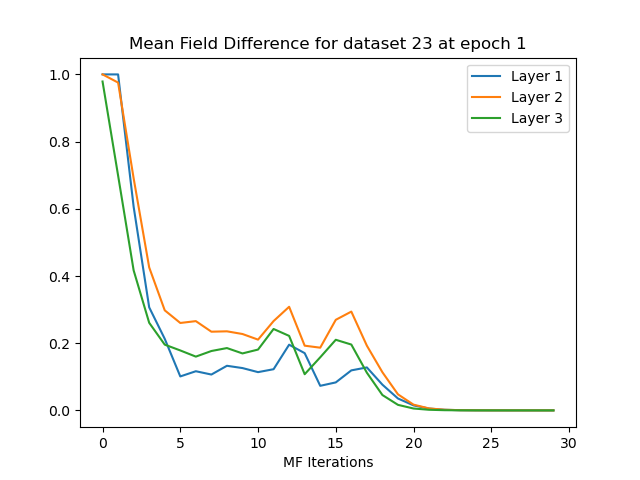 Mean Field Difference for dataset 23 at epoch 1
Layer 1
Layer 2
Layer 3
1.0
0.8
0.6
0.4
0.2
0.0
0 5 10 15 20 25 30
MF Iterations